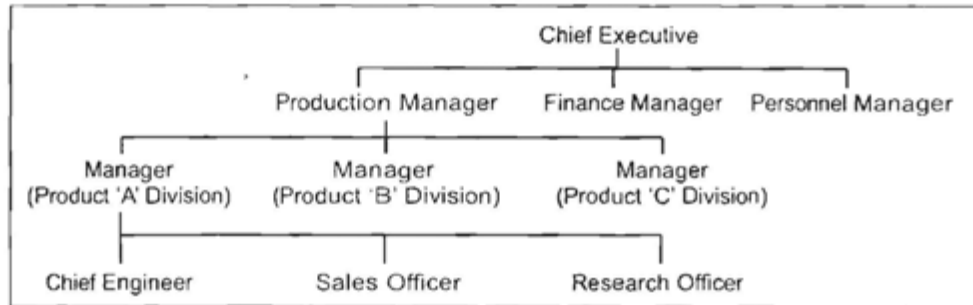 Chief Executive
Production Manager Finance Manager Personnel Manager
Manager Manager Manager
(Product 'A' Division) (Product 'B' Division) (Product 'C' Division)
Chief Engineer Sales Officer Research Officer